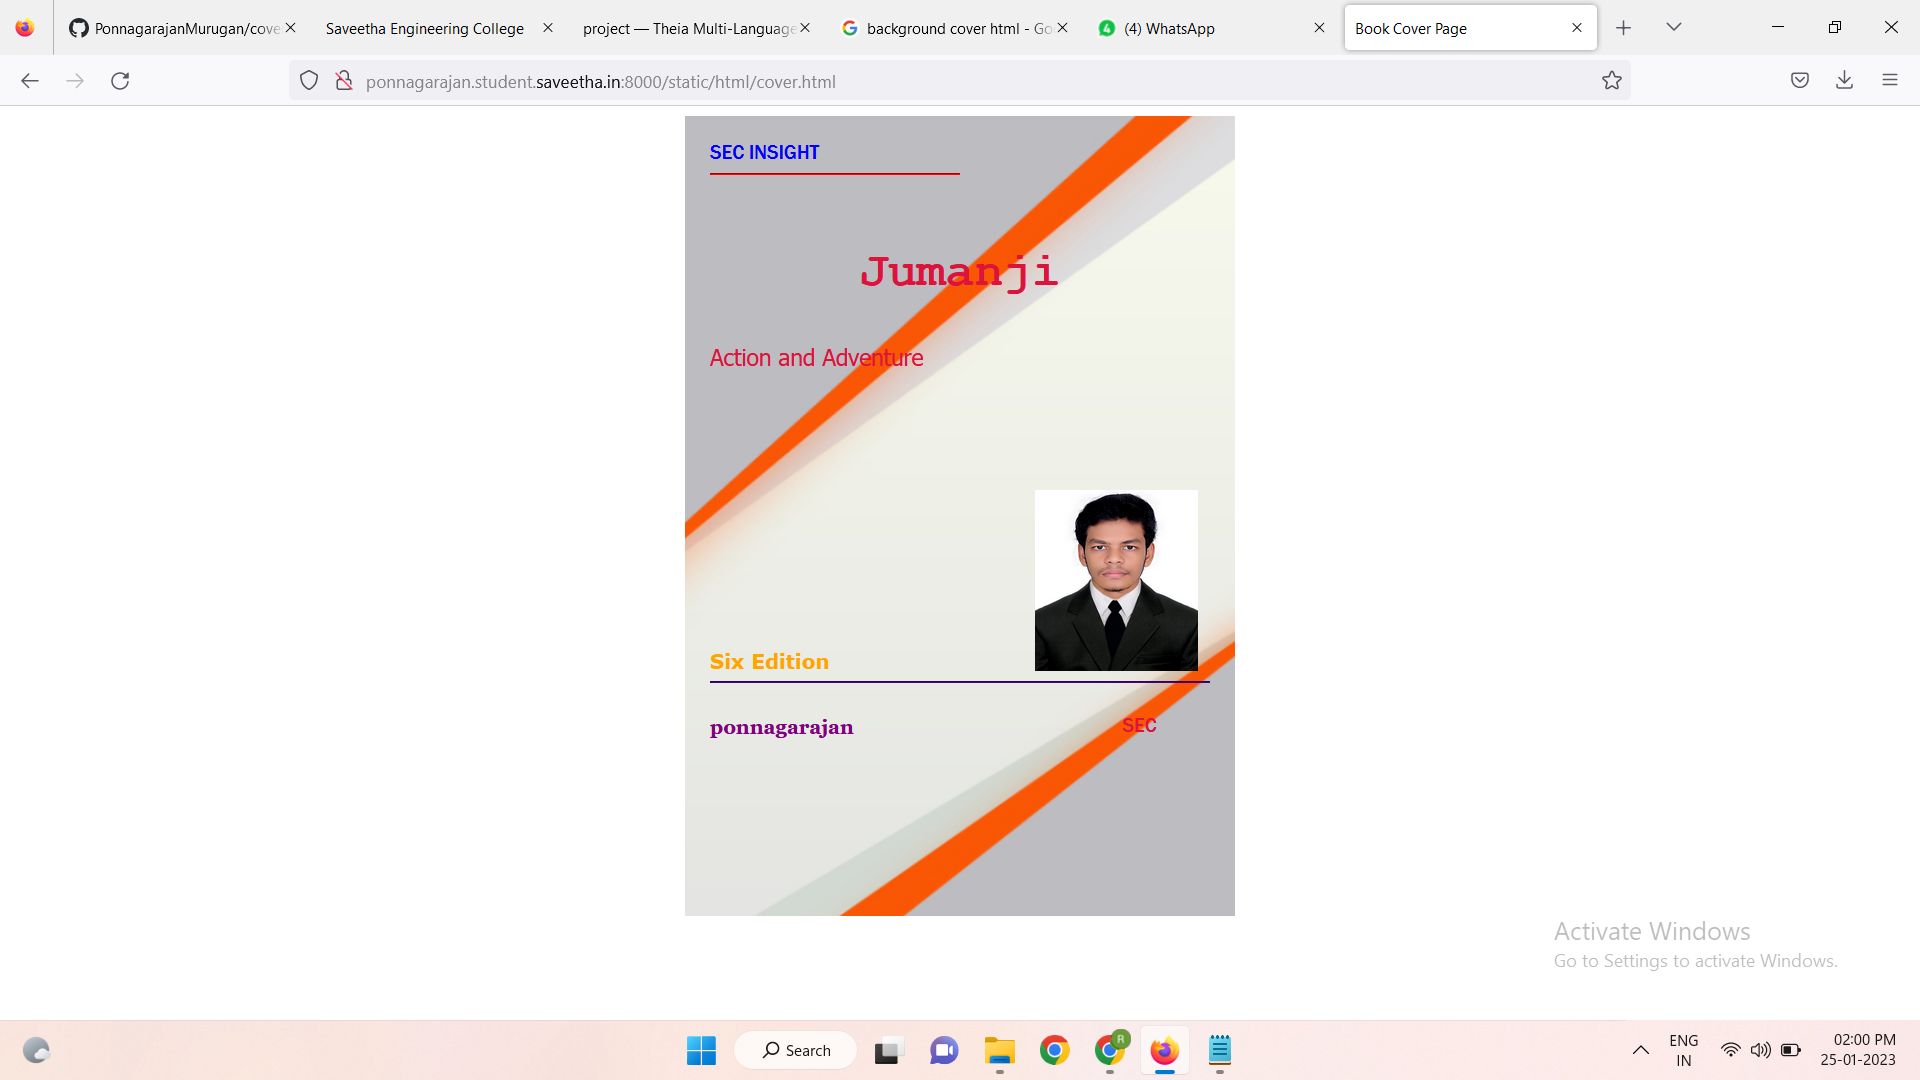 PonnagarajanMurugan/cove
Saveetha Engineering College
project — Theia Multi-Language
background cover html - Go
(4) WhatsApp
Book Cover Page
ponnagarajan.student.saveetha.in:8000/static/html/cover.html
SEC INSIGHT
Jumanji
Action and Adventure
Six Edition
ponnagarajan
SEC
Activate Windows
Go to Settings to activate Windows.
Search
R
ENG
IN
02:00 PM
25-01-2023